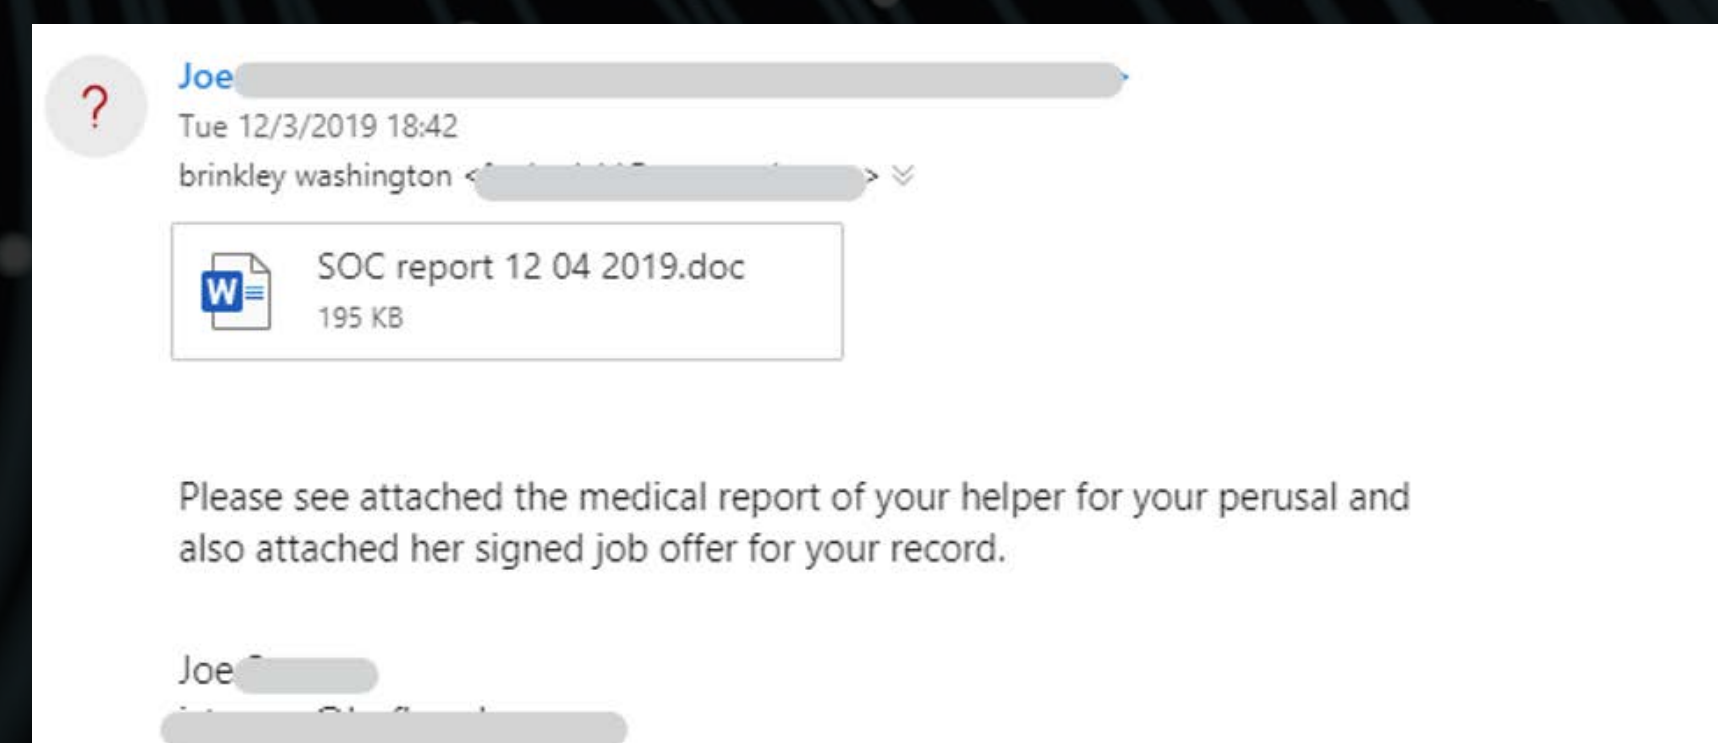 ?
Joe
Tue 12/3/2019 18:42
brinkley washington < >
W
SOC report 12 04 2019.doc
195 KB
Please see attached the medical report of your helper for your perusal and
also attached her signed job offer for your record.
Joe